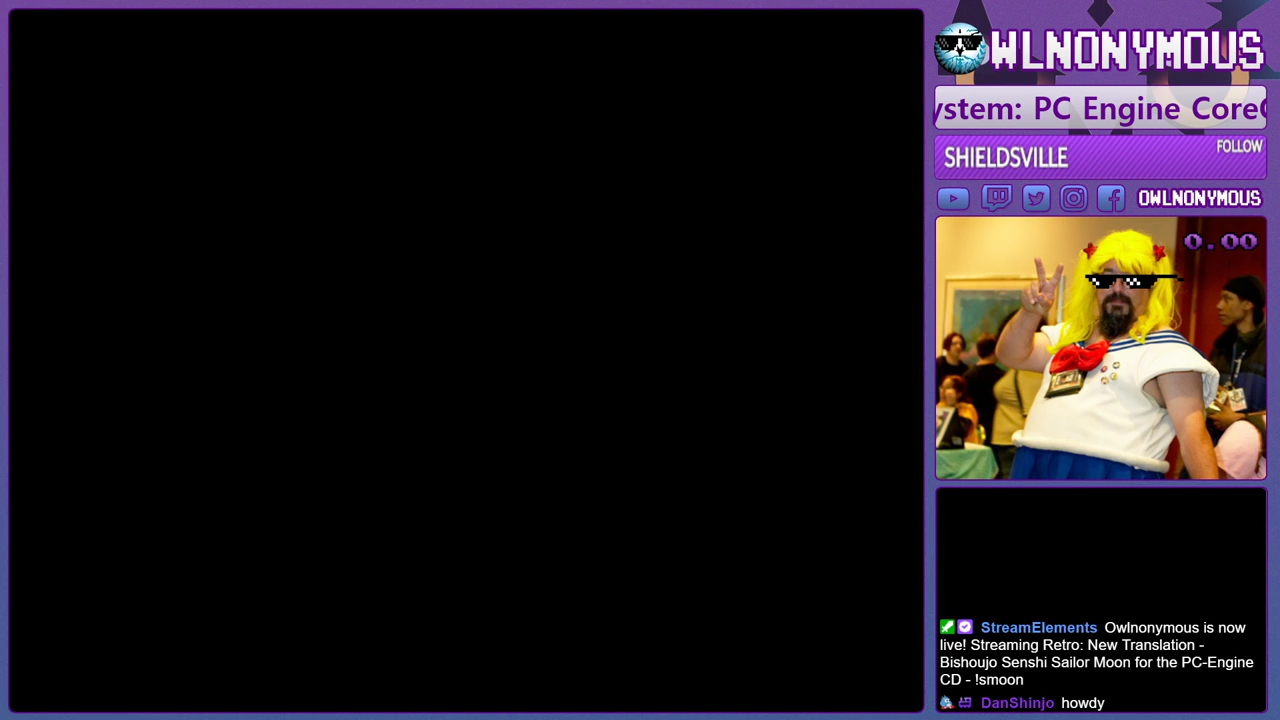 OWLNONYMOUS
ystem: PC Engine Core
SHIELDSVILLE
FOLLOW
OWLNONYMOUS
0.00
StreamElements Owlnonymous is now
live! Streaming Retro: New Translation -
Bishoujo Senshi Sailor Moon for the PC-Engine
CD - !smoon
DanShinjo howdy